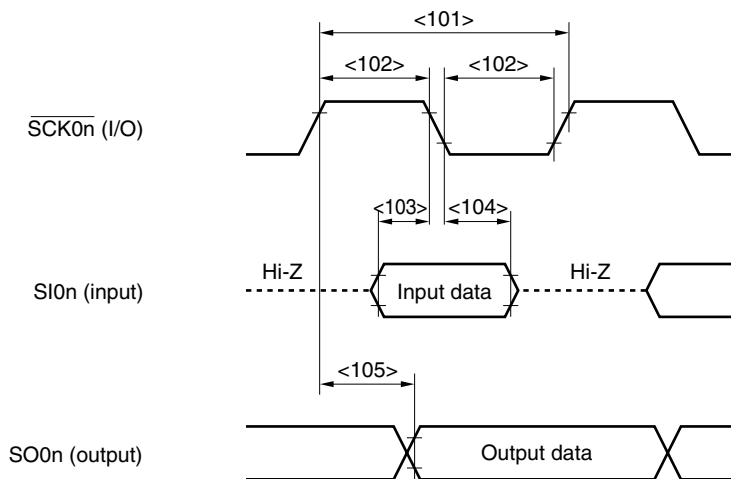 <101>
<102> <102>
SCK0n (I/O)
<103> <104>
Hi-Z Hi-Z
SI0n (input) Input data
<105>
SO0n (output) Output data